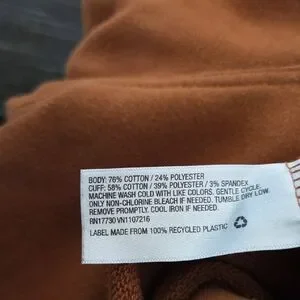 BODY: 76% COTTON / 24% POLYESTER
CUFF: 58% COTTON / 39% POLYESTER / 3% SPANDEX
MACHINE WASH COLD WITH LIKE COLORS. GENTLE CYCLE.
ONLY NON-CHLORINE BLEACH IF NEEDED. TUMBLE DRY LOW.
REMOVE PROMPTLY. COOL IRON IF NEEDED.
RN17730 VN1107216
LABEL MADE FROM 100% RECYCLED PLASTIC